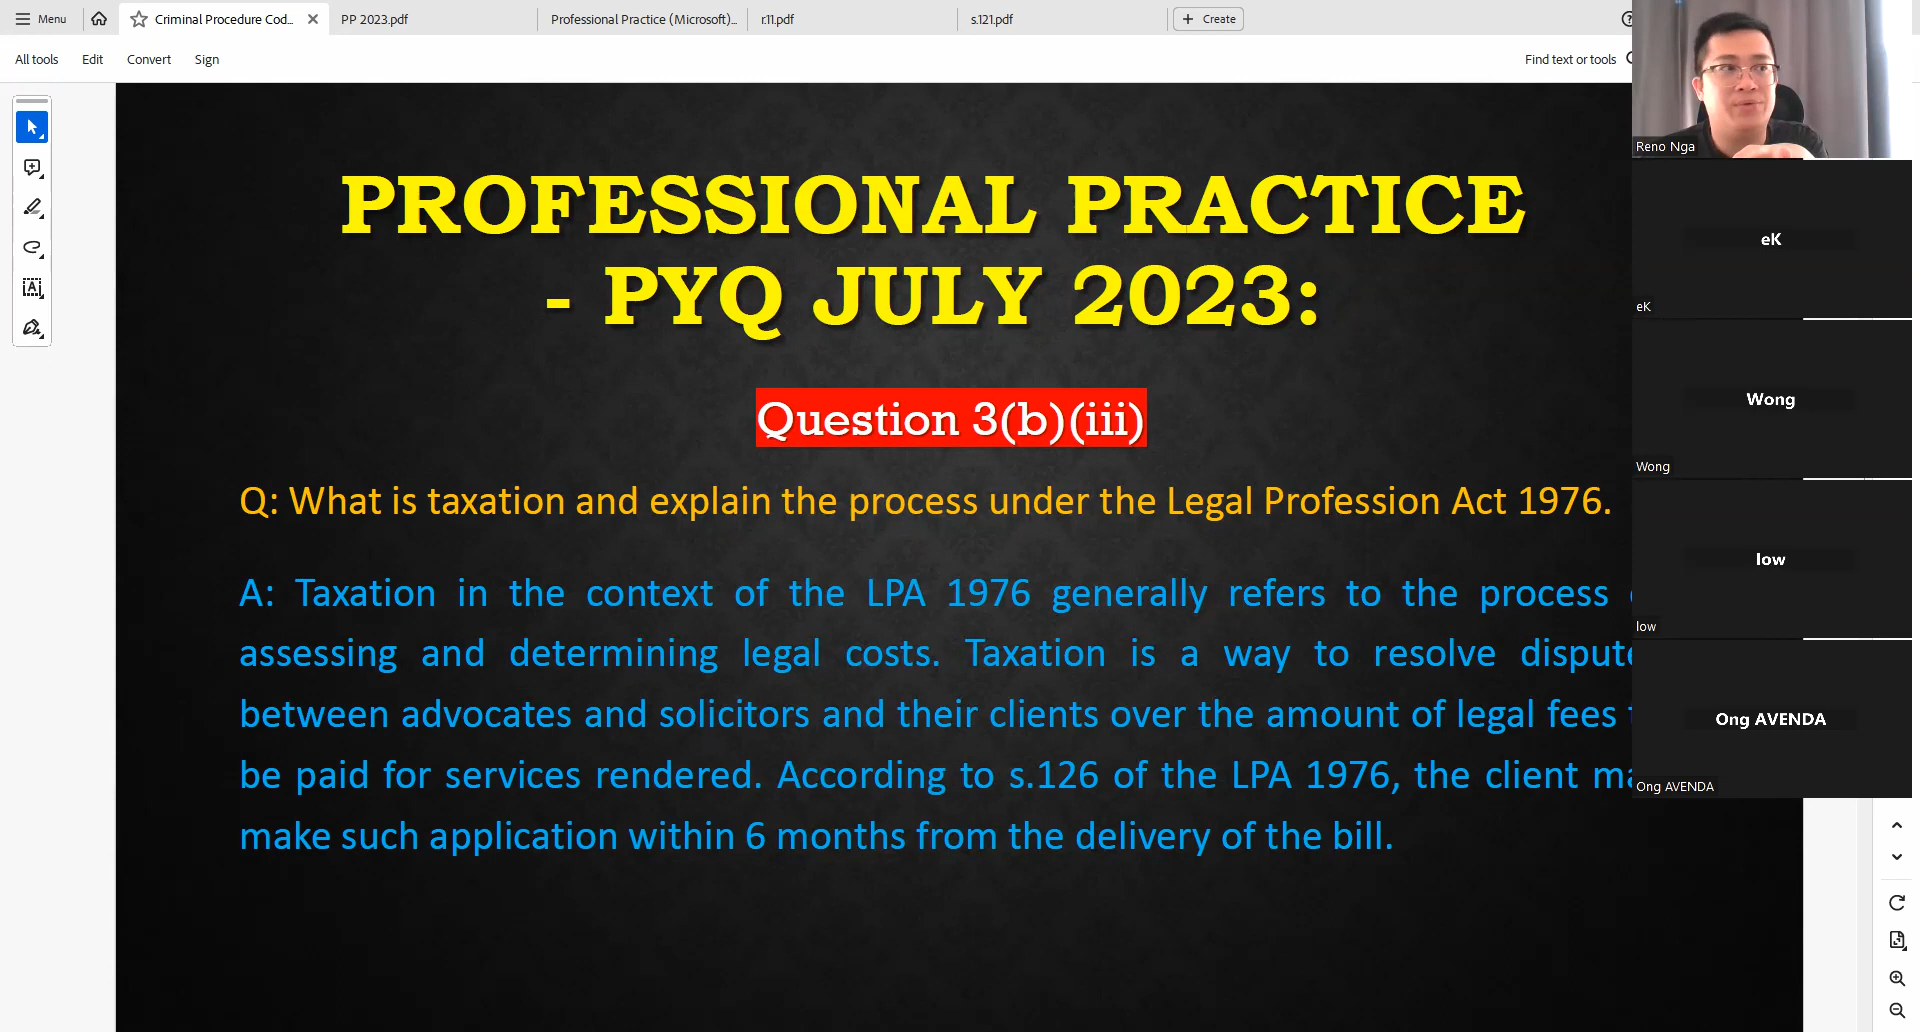 Menu
Criminal Procedure Cod...
PP 2023.pdf
Professional Practice (Microsoft)...
r.11.pdf
s.121.pdf
Create
All tools
Edit
Convert
Sign
Find text or tools
PROFESSIONAL PRACTICE
- PYQ JULY 2023:
Question 3(b)(iii)
Q: What is taxation and explain the process under the Legal Profession Act 1976.
A: Taxation in the context of the LPA 1976 generally refers to the process
assessing and determining legal costs. Taxation is a way to resolve
between advocates and solicitors and their clients over the amount of legal fees
be paid for services rendered. According to s.126 of the LPA 1976, the client
make such application within 6 months from the delivery of the bill.
Reno Nga
eK
eK
Wong
Wong
low
low
Ong AVENDA
Ong AVENDA